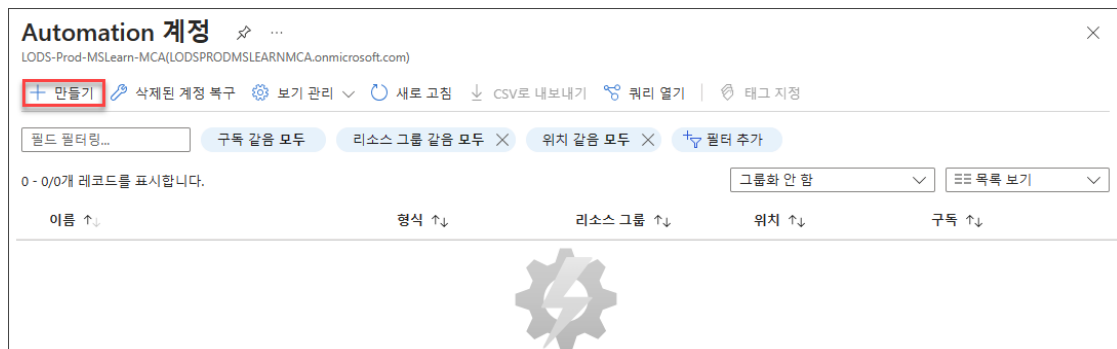 Automation 계정
LODS-Prod-MSLearn-MCA(LODSPRODMSLEARNMCA.onmicrosoft.com)
만들기 삭제된 계정 복구 보기 관리 새로 고침 CSV로 내보내기 쿼리 열기 태그 지정
필드 필터링... 구독 같음 모두 리소스 그룹 같음 모두 위치 같음 모두 필터 추가
0 - 0/0개 레코드를 표시합니다. 그룹화 안 함 목록 보기
이름 형식 리소스 그룹 위치 구독